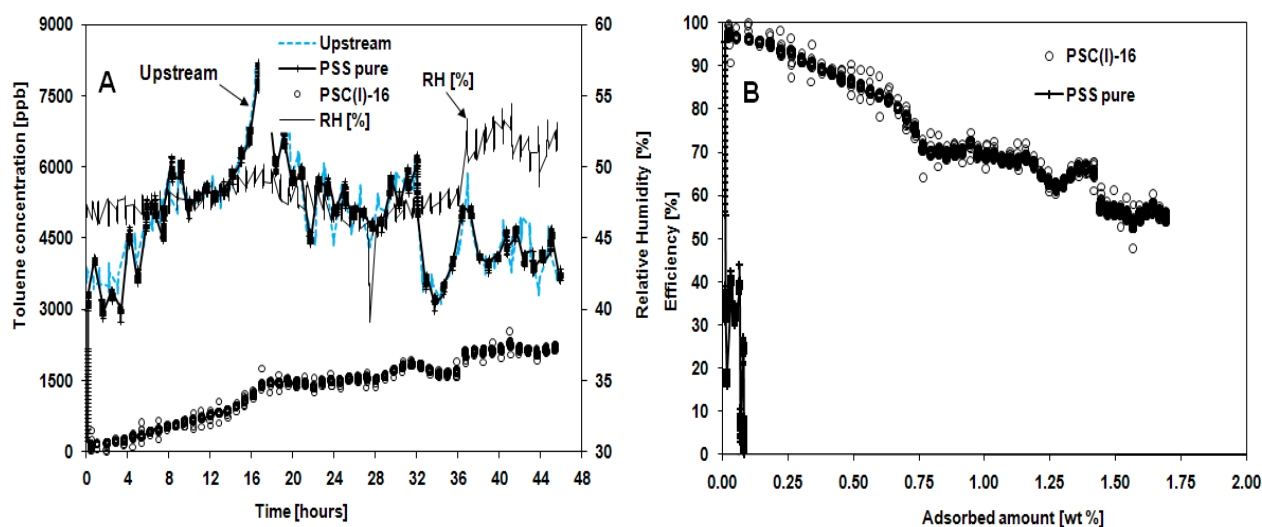 A
Toluene concentration [ppb]
9000
7500
6000
4500
3000
1500
0
Upstream
PSS pure
PSC(I)-16
RH [%]
Upstream
RH [%]
60
55
50
45
40
35
30
Relative Humidity [%]
0 4 8 12 16 20 24 28 32 36 40 44 48
Time [hours]
B
Efficiency [%]
100
90
80
70
60
50
40
30
20
10
0
PSC(I)-16
PSS pure
0.00 0.25 0.50 0.75 1.00 1.25 1.50 1.75 2.00
Adsorbed amount [wt %]